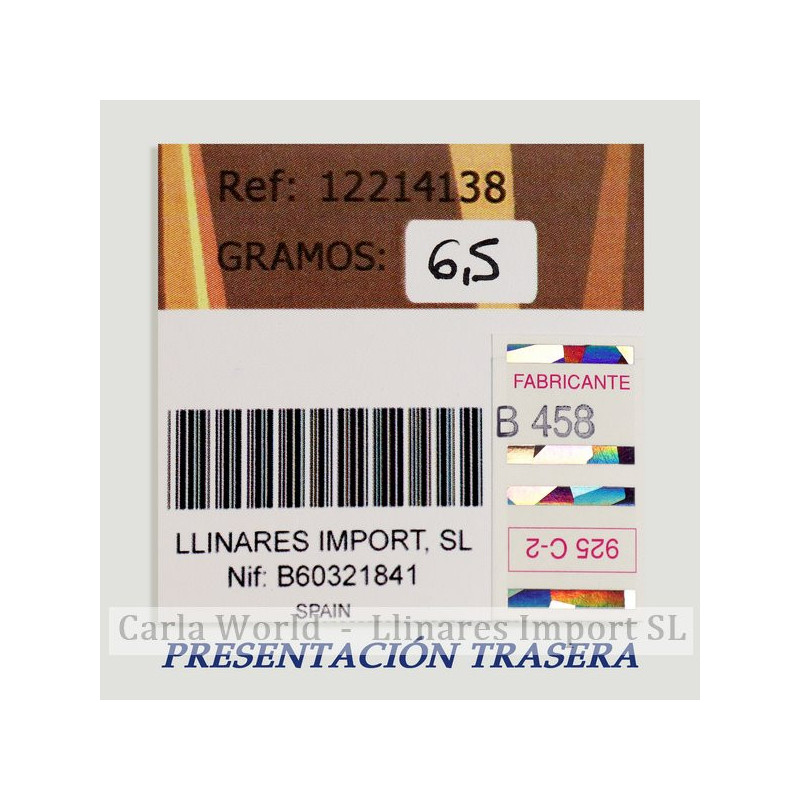 Ref: 12214138
GRAMOS: 6,5
FABRICANTE
B 458
925 C-2
LLINARES IMPORT, SL
Nif: B60321841
SPAIN
Carla World - Llinares Import SL
PRESENTACIÓN TRASERA